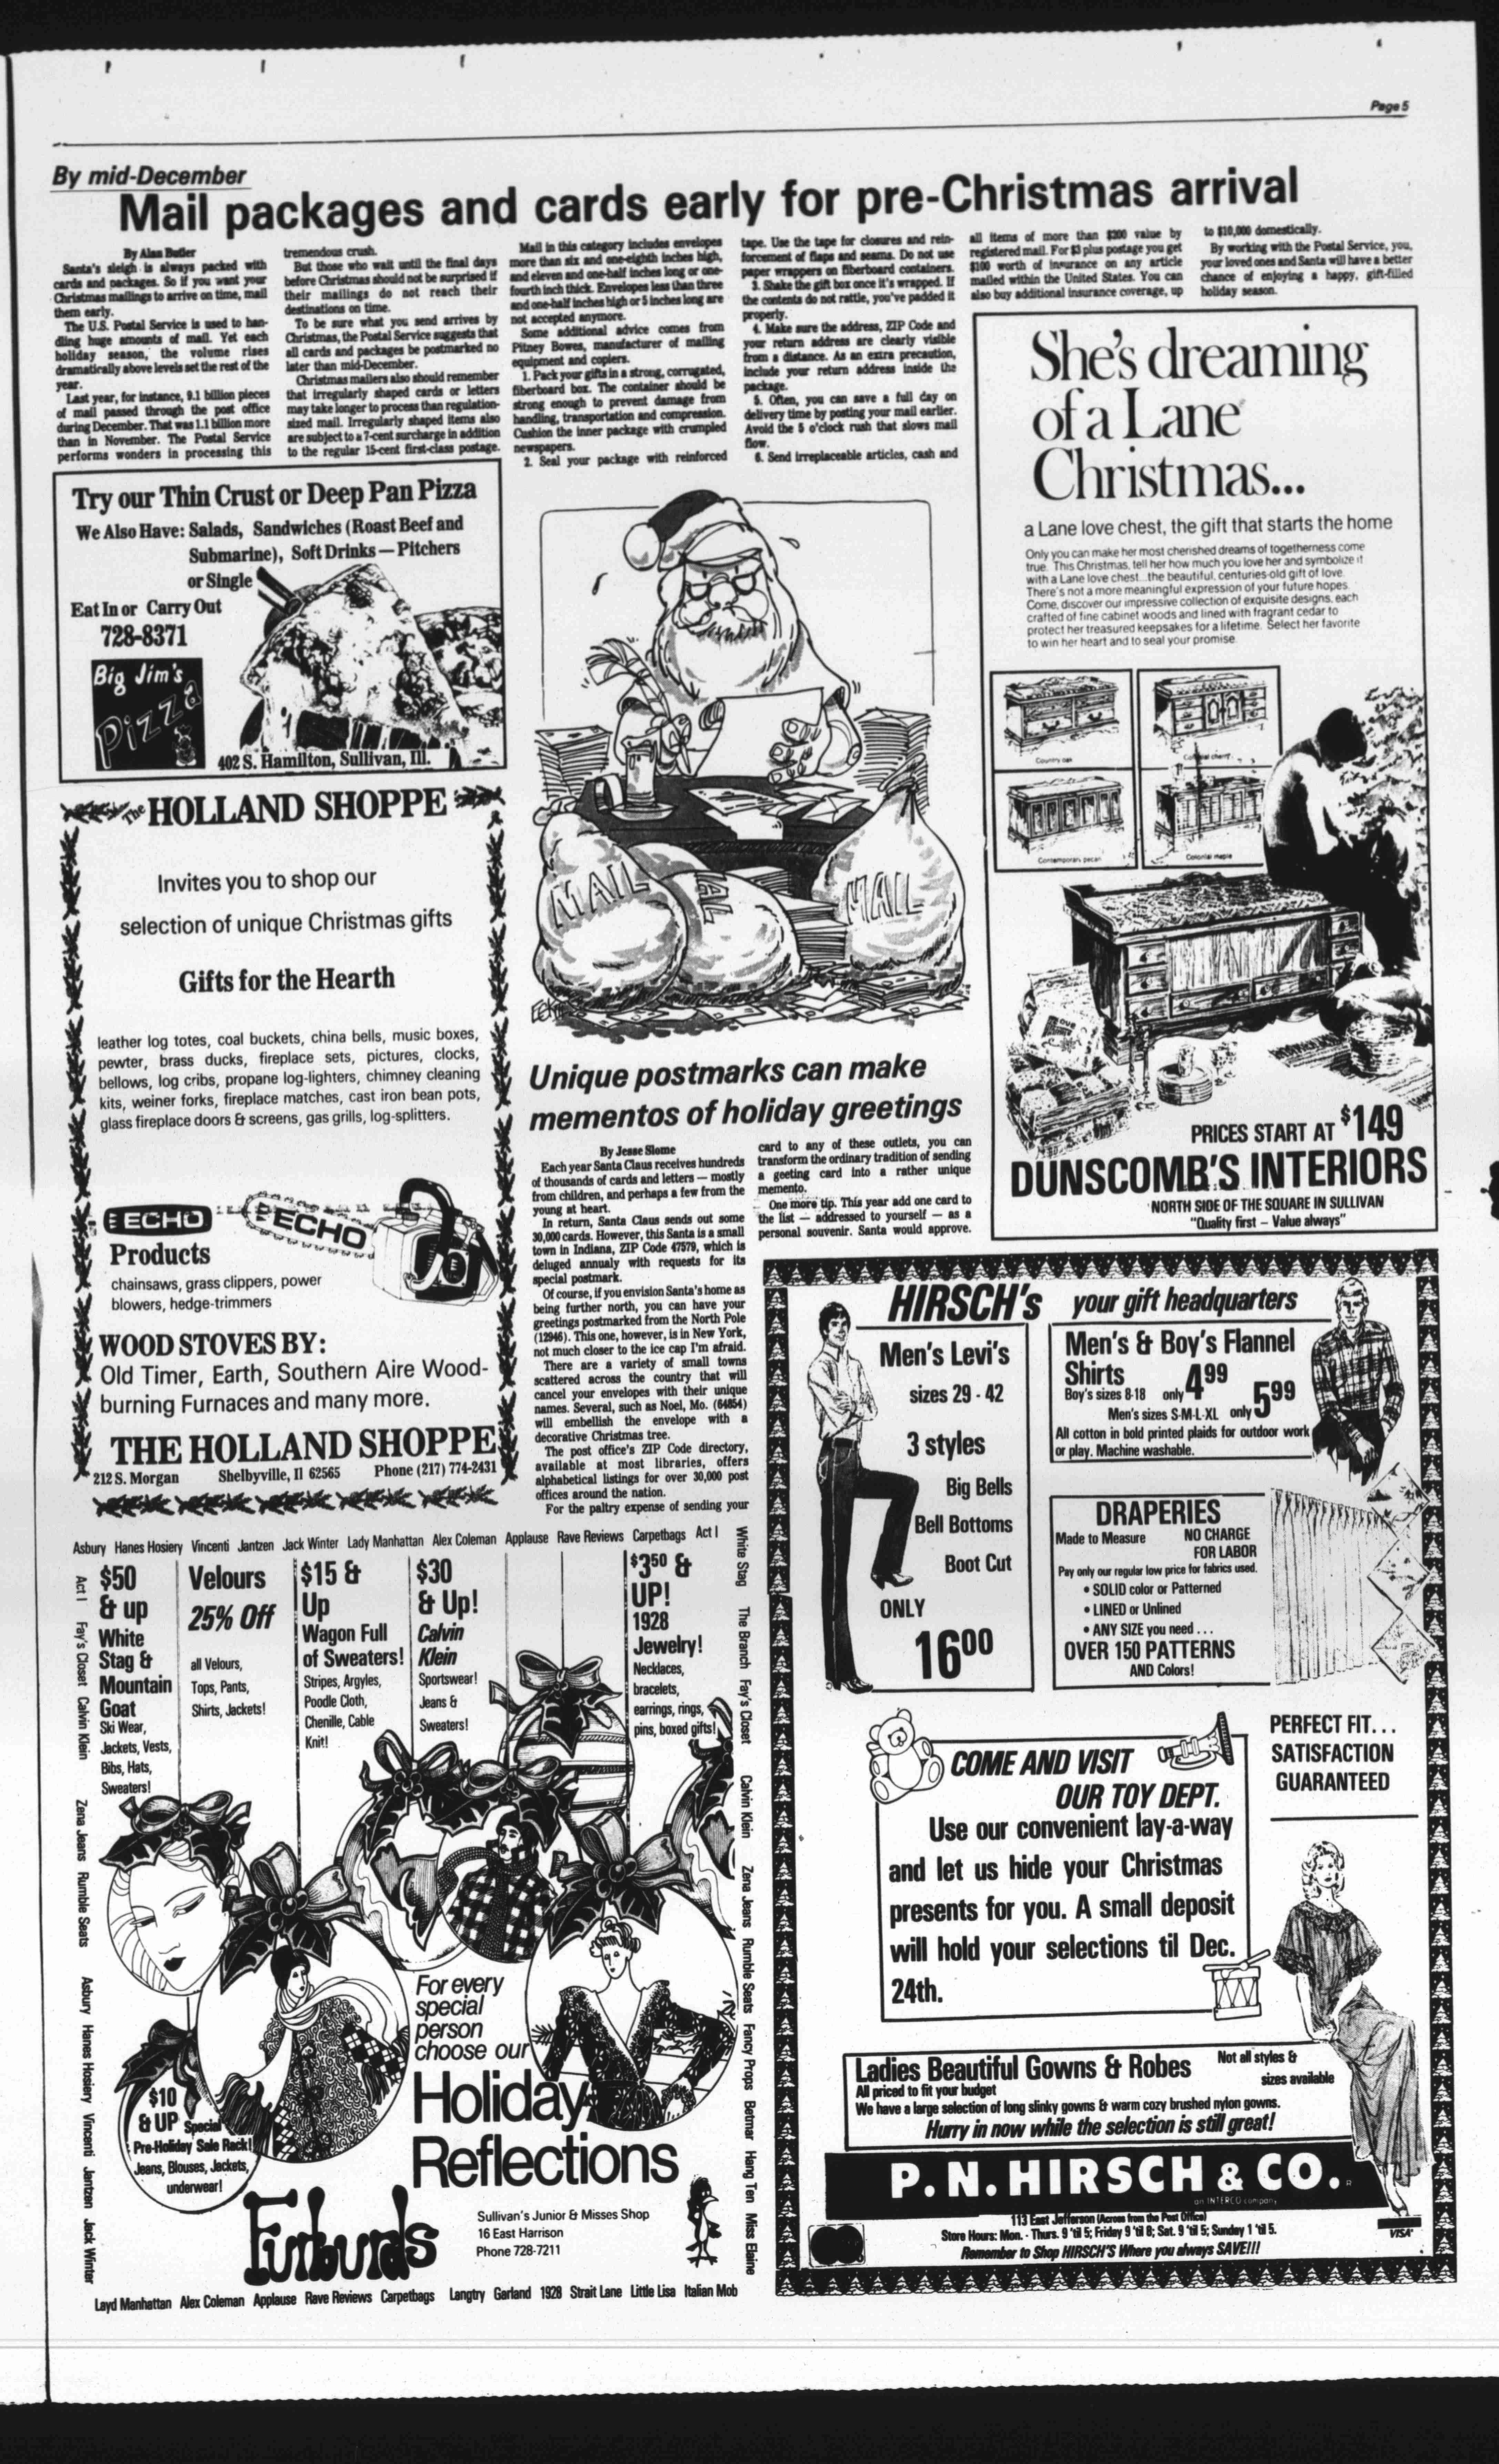 Page 5
By mid-December
Mail packages and cards early for pre-Christmas arrival
By Alan Butler
Santa's sleigh is always packed with
cards and packages. So if you want your
Christmas mailings to arrive on time, mail
them early.
The U.S. Postal Service is used to han-
dling huge amounts of mail. Yet each
holiday season, the volume rises
dramatically above levels set the rest of the
year.
Last year, for instance, 9.1 billion pieces
of mail passed through the post office
during December. That was 1.1 billion more
than in November. The Postal Service
performs wonders in processing this
tremendous crush.
But those who wait until the final days
before Christmas should not be surprised if
their mailings do not reach their
destinations on time.
To be sure what you send arrives by
Christmas, the Postal Service suggests that
all cards and packages be postmarked no
later than mid-December.
Christmas mailers also should remember
that irregularly shaped cards or letters
may take longer to process than regulation-
sized mail. Irregularly shaped items also
are subject to a 7-cent surcharge in addition
to the regular 15-cent first-class postage.
Mail in this category includes envelopes
more than six and one-eighth inches high,
and eleven and one-half inches long or one-
fourth inch thick. Envelopes less than three
and one-half inches high or 5 inches long are
not accepted anymore.
Some additional advice comes from
Pitney Bowes, manufacturer of mailing
equipment and copiers.
1. Pack your gifts in a strong, corrugated,
fiberboard box. The container should be
strong enough to prevent damage from
handling, transportation and compression.
Cushion the inner package with crumpled
newspapers.
2. Seal your package with reinforced
tape. Use the tape for closures and rein-
forcement of flaps and seams. Do not use
paper wrappers on fiberboard containers.
3. Shake the gift box once it's wrapped. If
the contents do not rattle, you've padded it
properly.
4. Make sure the address, ZIP Code and
your return address are clearly visible
from a distance. As an extra precaution,
include your return address inside the
package.
5. Often, you can save a full day on
delivery time by posting your mail earlier.
Avoid the 5 o'clock rush that slows mail
flow.
6. Send irreplaceable articles, cash and
all items of more than $200 value by
registered mail. For $3 plus postage you get
$100 worth of insurance on any article
mailed within the United States. You can
also buy additional insurance coverage, up
to $10,000 domestically.
By working with the Postal Service, you,
your loved ones and Santa will have a better
chance of enjoying a happy, gift-filled
holiday season.
Try our Thin Crust or Deep Pan Pizza
We Also Have: Salads, Sandwiches (Roast Beef and
Submarine), Soft Drinks — Pitchers
or Single
Eat In or Carry Out
728-8371
Big Jim's
Pizza
402 S. Hamilton, Sullivan, Ill.
The HOLLAND SHOPPE
Invites you to shop our
selection of unique Christmas gifts
Gifts for the Hearth
leather log totes, coal buckets, china bells, music boxes,
pewter, brass ducks, fireplace sets, pictures, clocks,
bellows, log cribs, propane log-lighters, chimney cleaning
kits, weiner forks, fireplace matches, cast iron bean pots,
glass fireplace doors & screens, gas grills, log-splitters.
ECHO
ECHO
Products
chainsaws, grass clippers, power
blowers, hedge-trimmers
WOOD STOVES BY:
Old Timer, Earth, Southern Aire Wood-
burning Furnaces and many more.
THE HOLLAND SHOPPE
212 S. Morgan Shelbyville, Il 62565 Phone (217) 774-2431
MAIL
MAIL
Unique postmarks can make
mementos of holiday greetings
By Jesse Slome
Each year Santa Claus receives hundreds
of thousands of cards and letters — mostly
from children, and perhaps a few from the
young at heart.
In return, Santa Claus sends out some
30,000 cards. However, this Santa is a small
town in Indiana, ZIP Code 47579, which is
deluged annualy with requests for its
special postmark.
Of course, if you envision Santa's home as
being further north, you can have your
greetings postmarked from the North Pole
(12946). This one, however, is in New York,
not much closer to the ice cap I'm afraid.
There are a variety of small towns
scattered across the country that will
cancel your envelopes with their unique
names. Several, such as Noel, Mo. (64854)
will embellish the envelope with a
decorative Christmas tree.
The post office's ZIP Code directory,
available at most libraries, offers
alphabetical listings for over 30,000 post
offices around the nation.
For the paltry expense of sending your
card to any of these outlets, you can
transform the ordinary tradition of sending
a geeting card into a rather unique
memento.
One more tip. This year add one card to
the list — addressed to yourself — as a
personal souvenir. Santa would approve.
She's dreaming
of a Lane
Christmas...
a Lane love chest, the gift that starts the home
Only you can make her most cherished dreams of togetherness come
true. This Christmas, tell her how much you love her and symbolize it
with a Lane love chest...the beautiful, centuries-old gift of love.
There's not a more meaningful expression of your future hopes.
Come, discover our impressive collection of exquisite designs, each
crafted of fine cabinet woods and lined with fragrant cedar to
protect her treasured keepsakes for a lifetime. Select her favorite
to win her heart and to seal your promise.
Country oak
Contemporary pecan
Colonial maple
PRICES START AT $149
DUNSCOMB'S INTERIORS
NORTH SIDE OF THE SQUARE IN SULLIVAN
"Quality first — Value always"
HIRSCH's your gift headquarters
Men's Levi's
sizes 29 - 42
3 styles
Big Bells
Bell Bottoms
Boot Cut
ONLY
1600
Men's & Boy's Flannel
Shirts
Boy's sizes 8-18 only 499
Men's sizes S-M-L-XL only 599
All cotton in bold printed plaids for outdoor work
or play. Machine washable.
DRAPERIES
Made to Measure NO CHARGE
FOR LABOR
Pay only our regular low price for fabrics used.
• SOLID color or Patterned
• LINED or Unlined
• ANY SIZE you need . . .
OVER 150 PATTERNS
AND Colors!
COME AND VISIT
OUR TOY DEPT.
Use our convenient lay-a-way
and let us hide your Christmas
presents for you. A small deposit
will hold your selections til Dec.
24th.
PERFECT FIT. . .
SATISFACTION
GUARANTEED
Ladies Beautiful Gowns & Robes
Not all styles &
sizes available
All priced to fit your budget
We have a large selection of long slinky gowns & warm cozy brushed nylon gowns.
Hurry in now while the selection is still great!
P. N. HIRSCH & CO.
an INTERCO company
113 East Jefferson (Across from the Post Office)
Store Hours: Mon. - Thurs. 9 'til 5; Friday 9 'til 8; Sat. 9 'til 5; Sunday 1 'til 5.
Remember to Shop HIRSCH'S Where you always SAVE!!!
VISA
Asbury Hanes Hosiery Vincenti Jantzen Jack Winter Lady Manhattan Alex Coleman Applause Rave Reviews Carpetbags Act I
White Stag The Branch Fay's Closet Calvin Klein Zena Jeans Rumble Seats Fancy Props Betmar Hang Ten Miss Elaine
Act I Fay's Closet Calvin Klein Zena Jeans Rumble Seats Asbury Hanes Hosiery Vincenti Jantzen Jack Winter
$50
& up
White
Stag &
Mountain
Goat
Ski Wear,
Jackets, Vests,
Bibs, Hats,
Sweaters!
Velours
25% Off
all Velours,
Tops, Pants,
Shirts, Jackets!
$15 &
Up
Wagon Full
of Sweaters!
Stripes, Argyles,
Poodle Cloth,
Chenille, Cable
Knit!
$30
& Up!
Calvin
Klein
Sportswear!
Jeans &
Sweaters!
$350 &
UP!
1928
Jewelry!
Necklaces,
bracelets,
earrings, rings,
pins, boxed gifts!
For every
special
person
choose our
Holiday
Reflections
$10
& UP Special
Pre-Holiday Sale Rack!
Jeans, Blouses, Jackets,
underwear!
Sullivan's Junior & Misses Shop
16 East Harrison
Phone 728-7211
Layd Manhattan Alex Coleman Applause Rave Reviews Carpetbags Langtry Garland 1928 Strait Lane Little Lisa Italian Mob